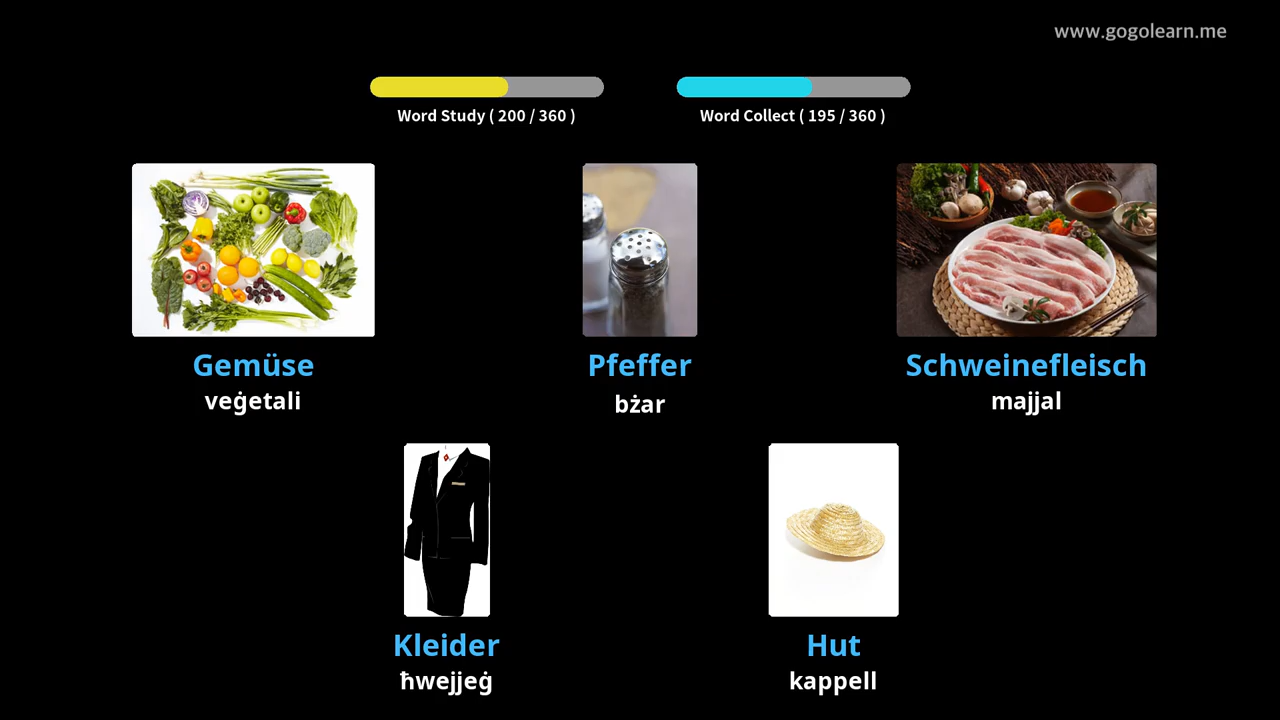 www.gogolearn.me
Word Study ( 200 / 360 )
Word Collect ( 195 / 360 )
Gemüse
veġetali
Pfeffer
bżar
Schweinefleisch
majjal
Kleider
ħwejjeġ
Hut
kappell